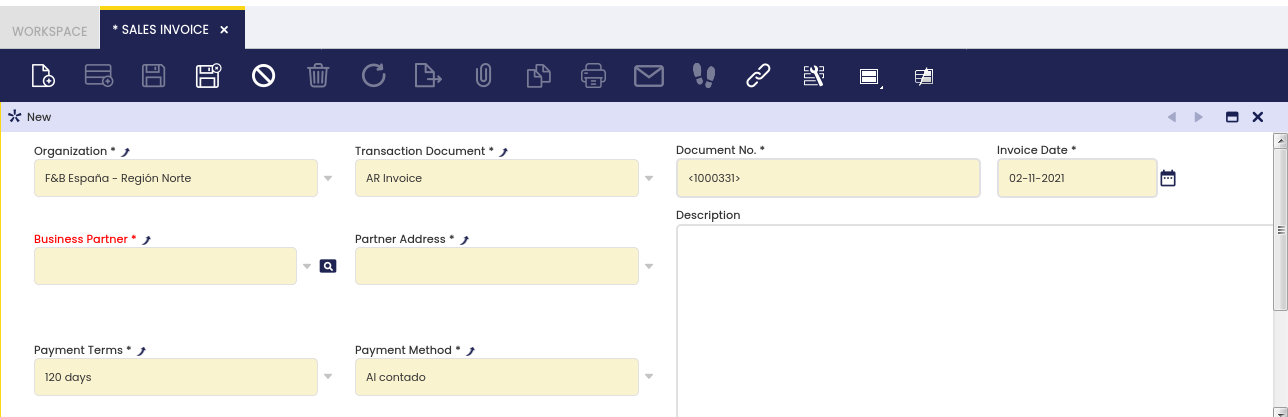 WORKSPACE * SALES INVOICE ×
New
Organization * Transaction Document * Document No. * Invoice Date *
F&B España - Región Norte AR Invoice <1000331> 02-11-2021
Description
Business Partner * Partner Address *
Payment Terms * Payment Method *
120 days Al contado